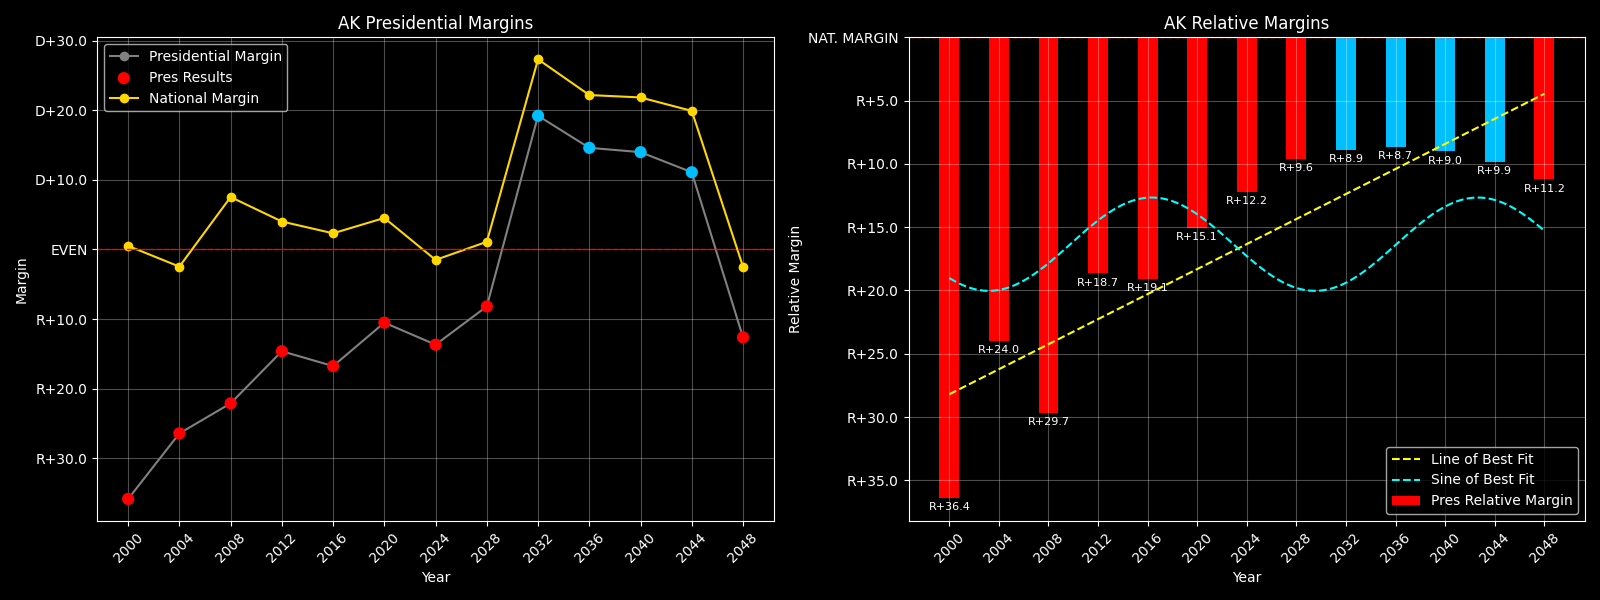 AK Presidential Margins
D+30.0
D+20.0
D+10.0
EVEN
R+10.0
R+20.0
R+30.0
Margin
Presidential Margin
Pres Results
National Margin
2000
2004
2008
2012
2016
2020
2024
2028
2032
2036
2040
2044
2048
Year
AK Relative Margins
NAT. MARGIN
R+5.0
R+10.0
R+15.0
R+20.0
R+25.0
R+30.0
R+35.0
Relative Margin
R+36.4
R+24.0
R+29.7
R+18.7
R+19.1
R+15.1
R+12.2
R+9.6
R+8.9
R+8.7
R+9.0
R+9.9
R+11.2
Line of Best Fit
Sine of Best Fit
Pres Relative Margin
2000
2004
2008
2012
2016
2020
2024
2028
2032
2036
2040
2044
2048
Year